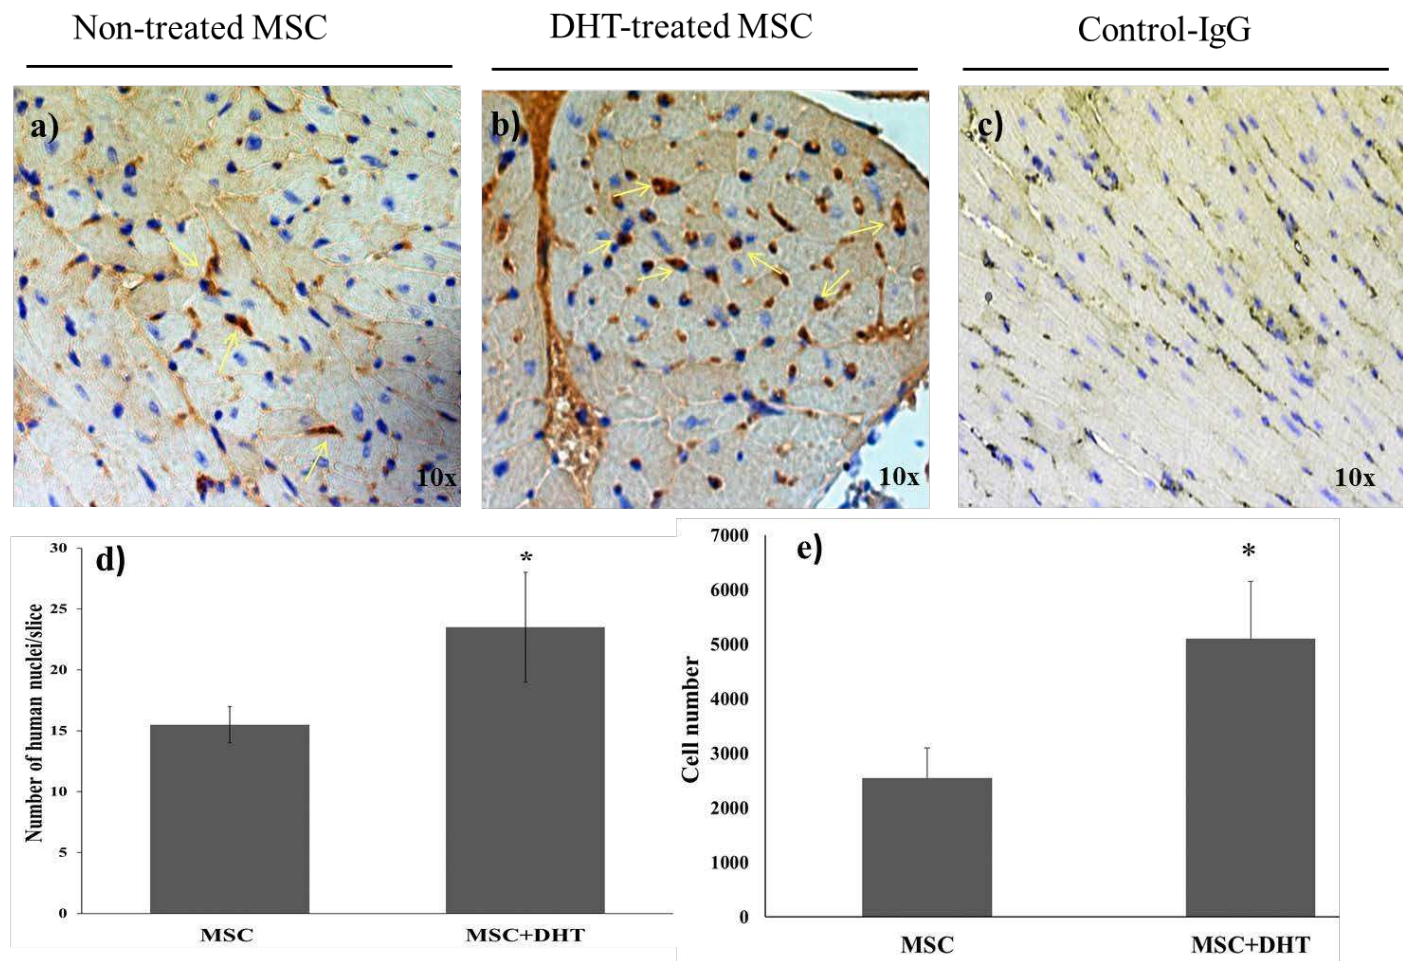 Non-treated MSC
DHT-treated MSC
Control-IgG
a)
b)
c)
10x
10x
10x
d)
30
25
20
15
10
5
0
Number of human nuclei/slice
*
MSC
MSC+DHT
e)
7000
6000
5000
4000
3000
2000
1000
0
Cell number
*
MSC
MSC+DHT